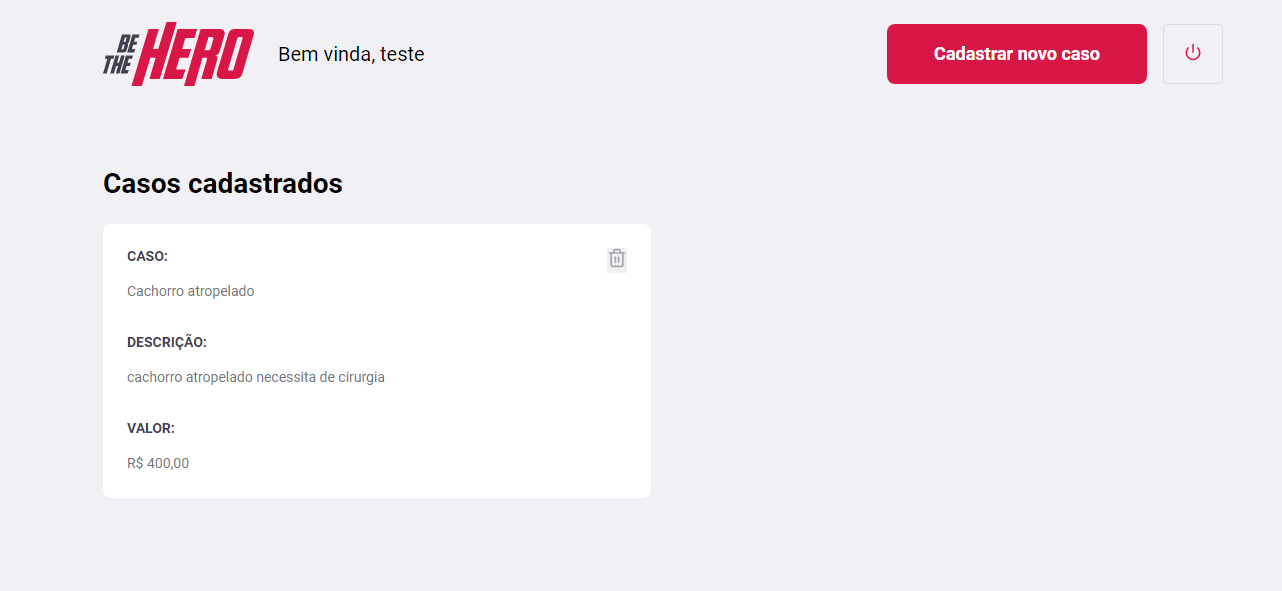 BE
THE HERO
Bem vinda, teste
Cadastrar novo caso
Casos cadastrados
CASO:
Cachorro atropelado
DESCRIÇÃO:
cachorro atropelado necessita de cirurgia
VALOR:
R$ 400,00